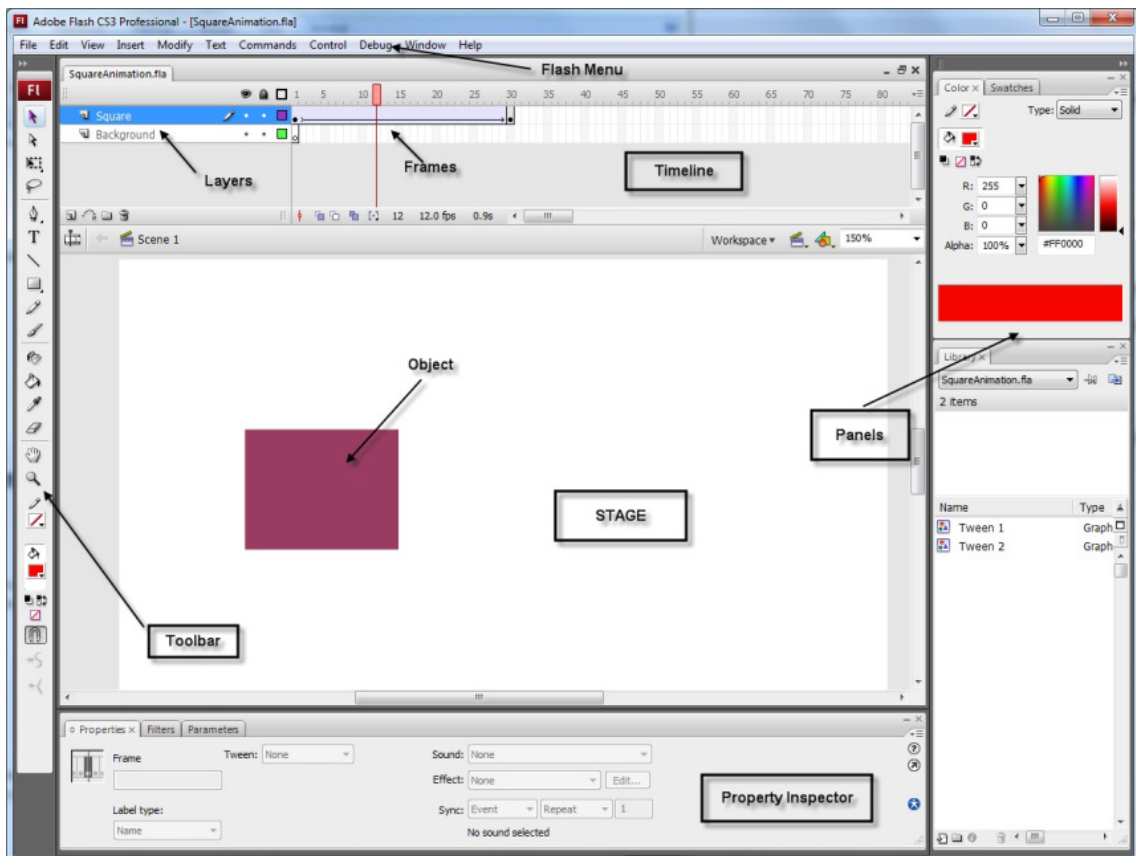 Adobe Flash CS3 Professional - [SquareAnimation.fla]
File Edit View Insert Modify Text Commands Control Debug Window Help
Flash Menu
SquareAnimation.fla
1 5 10 15 20 25 30 35 40 45 50 55 60 65 70 75 80
Square
Background
Layers
Frames
Timeline
12 12.0 fps 0.9s
Scene 1
Workspace 150%
Fl
T
Object
STAGE
Panels
Toolbar
Color Swatches
Type: Solid
R: 255
G: 0
B: 0
Alpha: 100% #FF0000
Library
SquareAnimation.fla
2 items
Name Type
Tween 1 Graph
Tween 2 Graph
Properties Filters Parameters
Frame Tween: None Sound: None
Effect: None Edit...
Label type: Sync: Event Repeat 1
Name No sound selected
Property Inspector